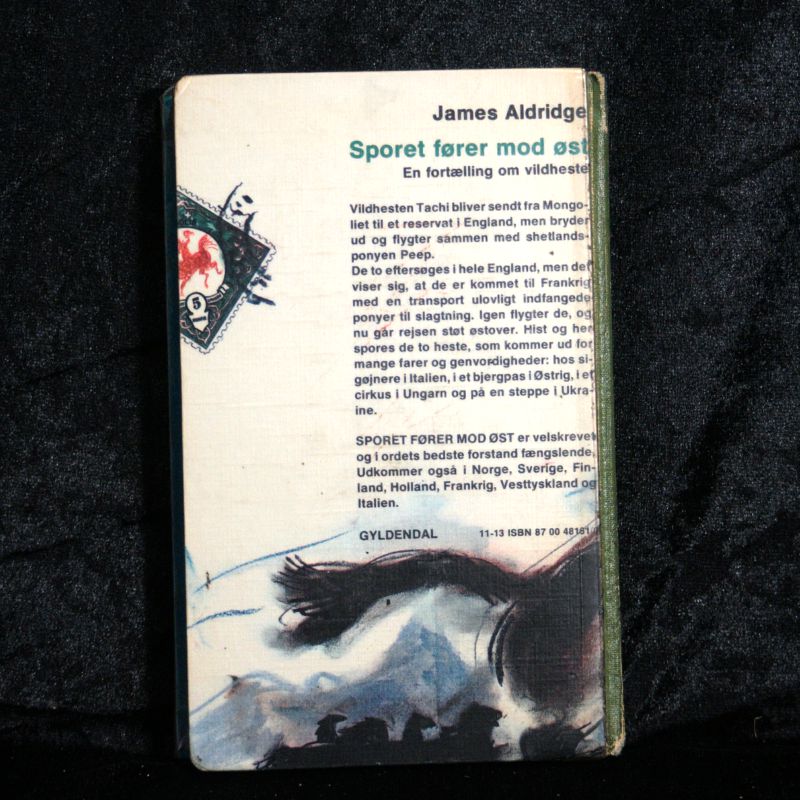 James Aldridge
Sporet fører mod øst
En fortælling om vildheste
Vildhesten Tachi bliver sendt fra Mongo-
liet til et reservat i England, men bryder
ud og flygter sammen med shetlands-
ponyen Peep.
De to eftersøges i hele England, men det
viser sig, at de er kommet til Frankrig
med en transport ulovligt indfangede
ponyer til slagtning. Igen flygter de, og
nu går rejsen støt østover. Hist og her
spores de to heste, som kommer ud for
mange farer og genvordigheder: hos si-
gøjnere i Italien, i et bjergpas i Østrig, i et
cirkus i Ungarn og på en steppe i Ukra-
ine.
SPORET FØRER MOD ØST er velskrevet
og i ordets bedste forstand fængslende.
Udkommer også i Norge, Sverige, Fin-
land, Holland, Frankrig, Vesttyskland og
Italien.
GYLDENDAL 11-13 ISBN 87 00 48161
5